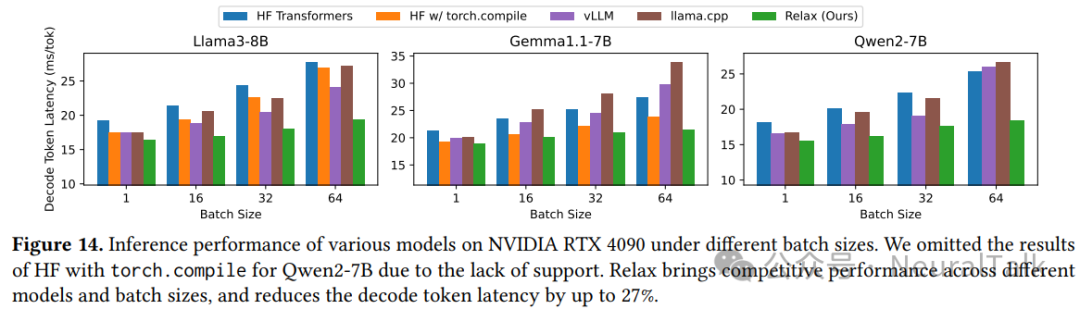 HF Transformers HF w/ torch.compile vLLM llama.cpp Relax (Ours)
Llama3-8B Gemma1.1-7B Qwen2-7B
Decode Token Latency (ms/tok)
25
20
15
10
1 16 32 64
Batch Size
35
30
25
20
15
1 16 32 64
Batch Size
25
20
15
10
1 16 32 64
Batch Size
Figure 14. Inference performance of various models on NVIDIA RTX 4090 under different batch sizes. We omitted the results
of HF with torch.compile for Qwen2-7B due to the lack of support. Relax brings competitive performance across different
models and batch sizes, and reduces the decode token latency by up to 27%.
公众号 · NeuralTalk